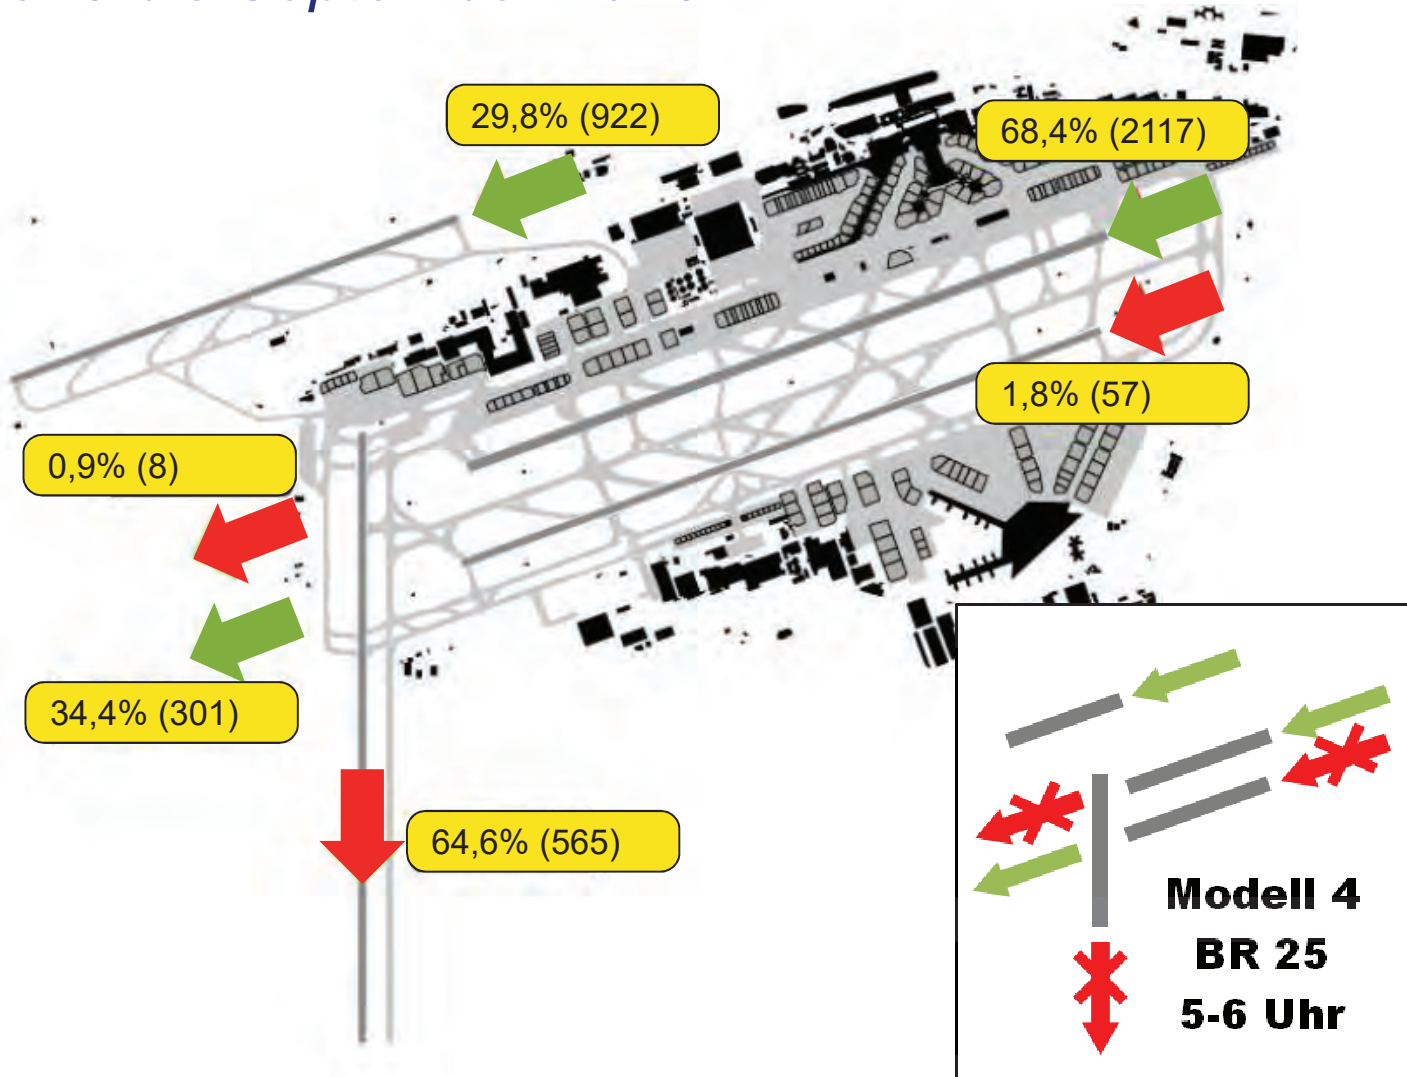 29,8% (922)
68,4% (2117)
1,8% (57)
0,9% (8)
34,4% (301)
64,6% (565)
Modell 4
BR 25
5-6 Uhr